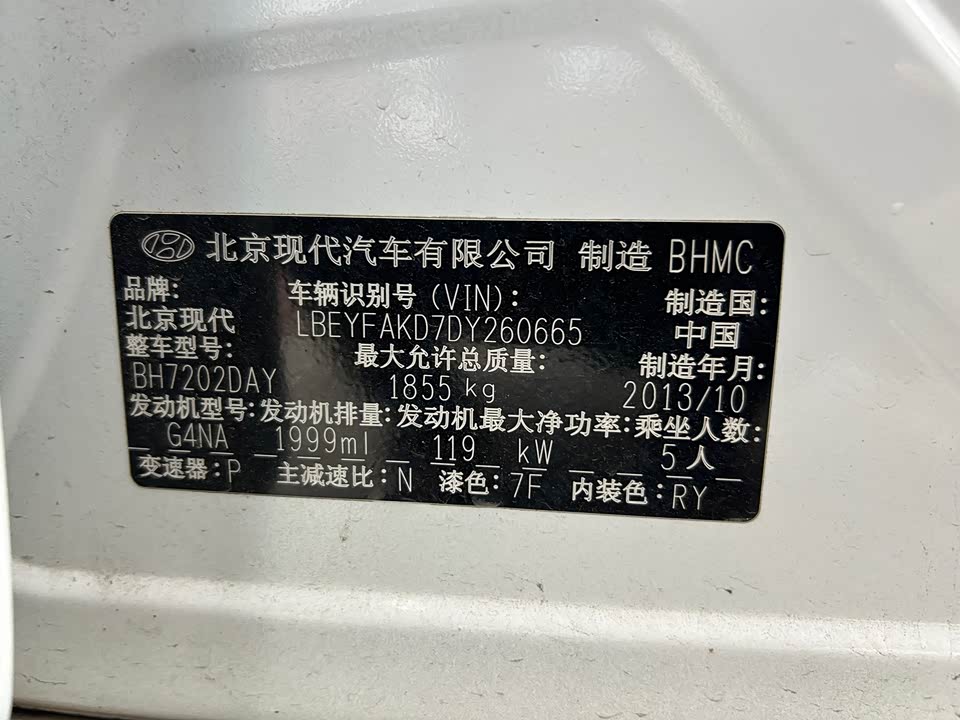 北京现代汽车有限公司 制造 BHMC
品牌: 车辆识别号 (VIN): 制造国:
北京现代 LBEYFAKD7DY260665 中国
整车型号: 最大允许总质量: 制造年月:
BH7202DAY 1855 kg 2013/10
发动机型号: 发动机排量: 发动机最大净功率: 乘坐人数:
G4NA 1999ml 119 kW 5人
变速器: P 主减速比: N 漆色: 7F 内装色: RY